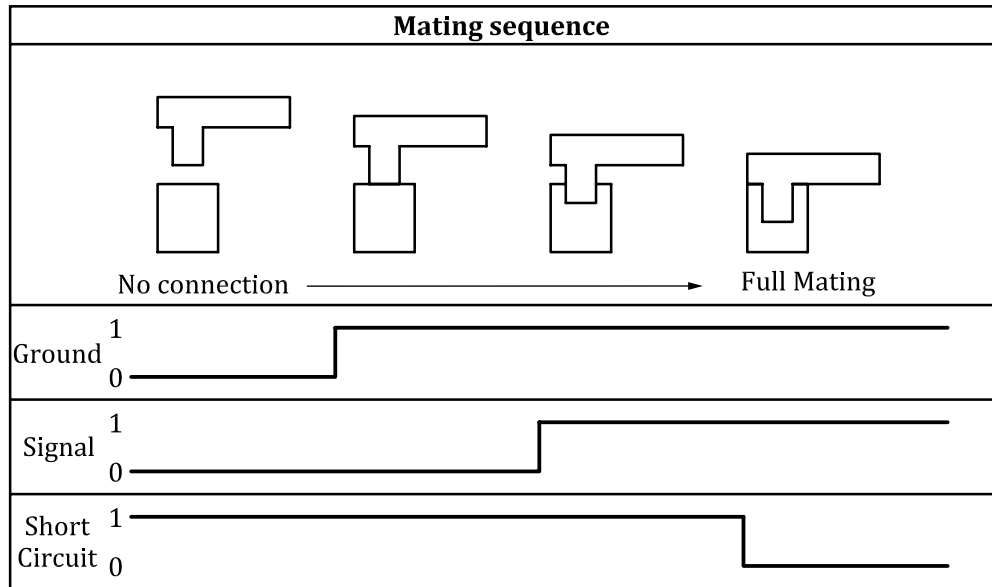 Mating sequence
No connection
Full Mating
1
Ground
0
1
Signal
0
1
Short
Circuit
0